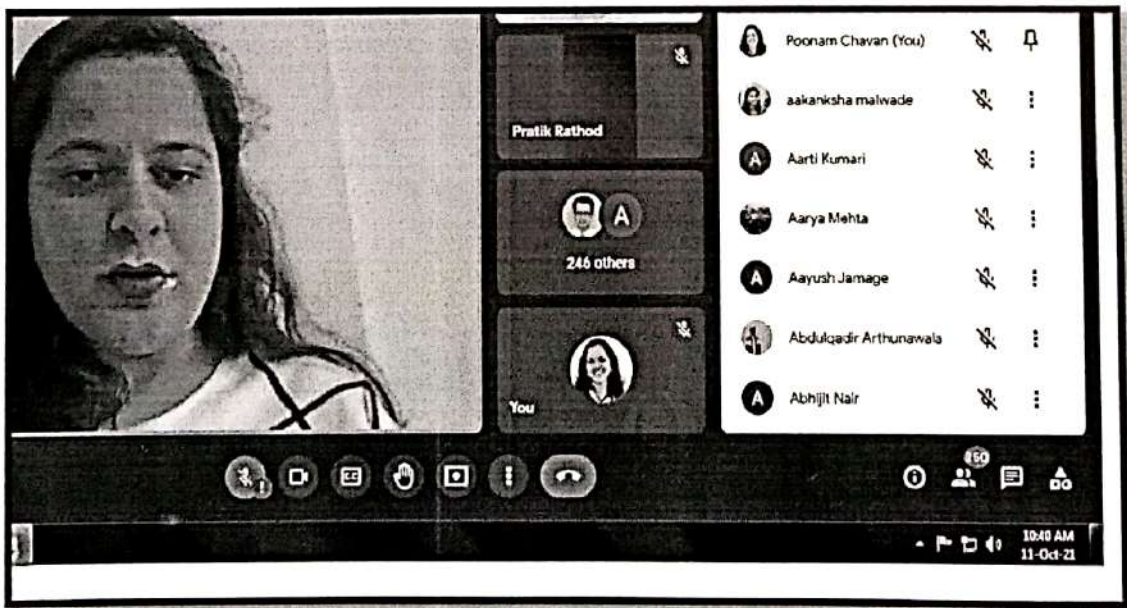 Pratik Rathod
A
246 others
You
Poonam Chavan (You)
aakanksha malwade
A Aarti Kumari
Aarya Mehta
A Aayush Jamage
Abdulqadir Arthunawala
A Abhijit Nair
CC
250
10:40 AM
11-Oct-21